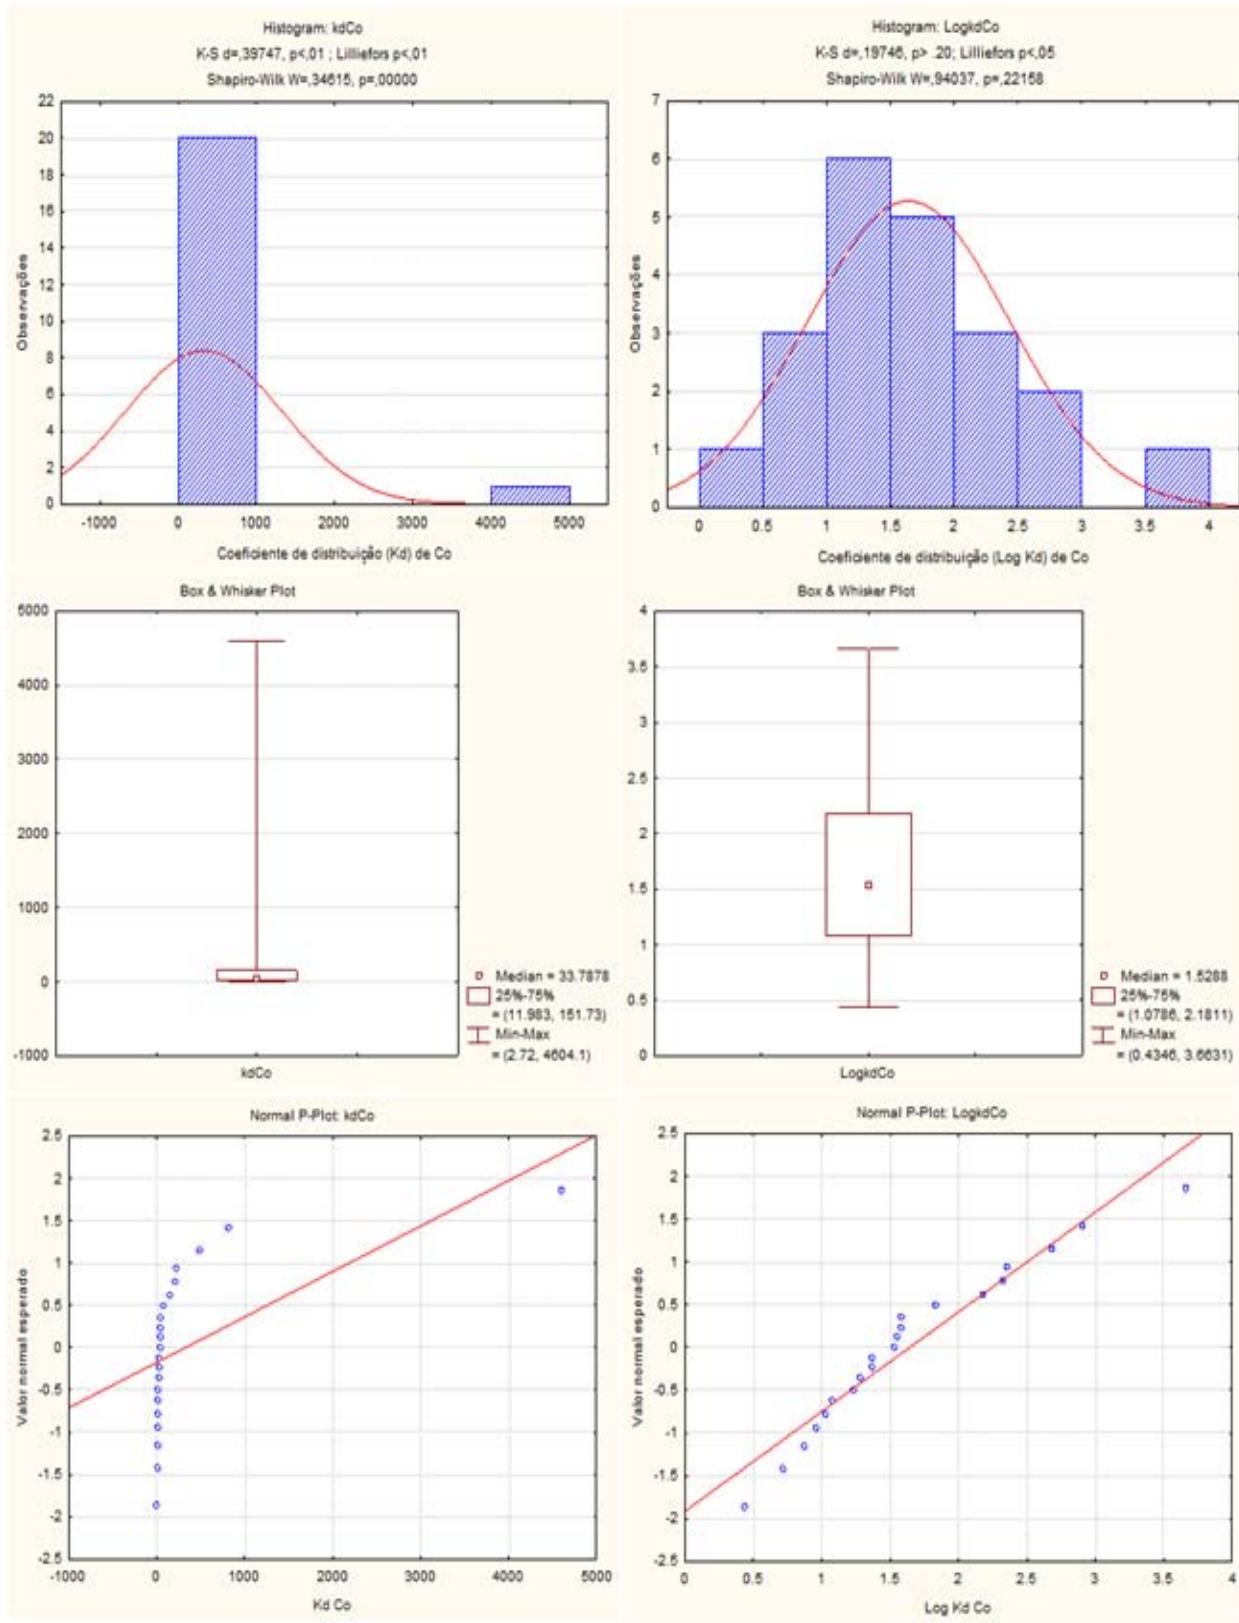 Histogram: kdCo
K-S d=,39747, p<,01 ; Lilliefors p<,01
Shapiro-Wilk W=,34615, p=,00000
22
20
18
16
14
12
10
8
6
4
2
0
Observações
-1000 0 1000 2000 3000 4000 5000
Coeficiente de distribuição (Kd) de Co
Histogram: LogkdCo
K-S d=,19746, p> .20; Lilliefors p<,05
Shapiro-Wilk W=,94037, p=,22158
7
6
5
4
3
2
1
0
Observações
0 0.5 1 1.5 2 2.5 3 3.5 4
Coeficiente de distribuição (Log Kd) de Co
Box & Whisker Plot
5000
4000
3000
2000
1000
0
-1000
kdCo
Median = 33.7878
25%-75%
= (11.983, 151.73)
Min-Max
= (2.72, 4604.1)
Box & Whisker Plot
4
3.5
3
2.5
2
1.5
1
0.5
0
LogkdCo
Median = 1.5288
25%-75%
= (1.0786, 2.1811)
Min-Max
= (0.4346, 3.6631)
Normal P-Plot: kdCo
2.5
2
1.5
1
0.5
0
-0.5
-1
-1.5
-2
-2.5
Valor normal esperado
-1000 0 1000 2000 3000 4000 5000
Kd Co
Normal P-Plot: LogkdCo
2.5
2
1.5
1
0.5
0
-0.5
-1
-1.5
-2
-2.5
Valor normal esperado
0 0.5 1 1.5 2 2.5 3 3.5 4
Log Kd Co